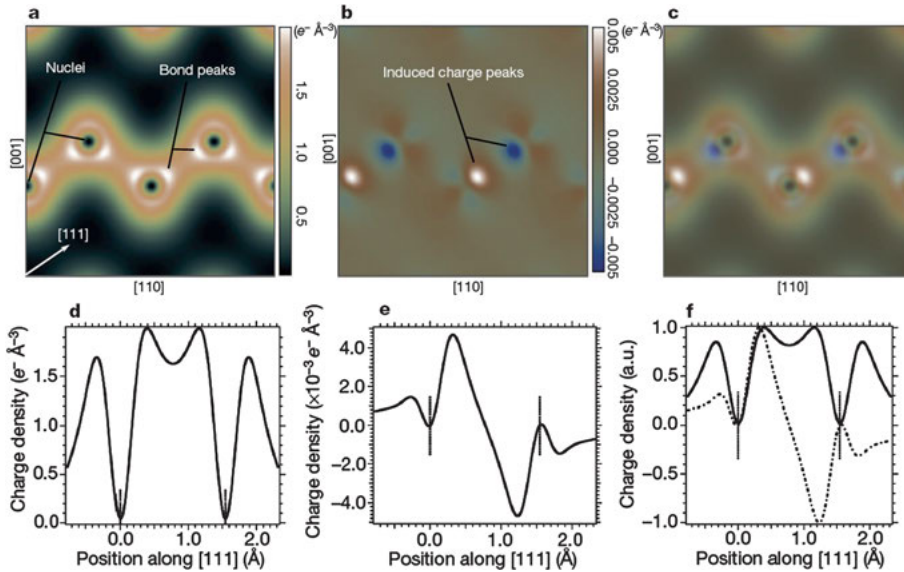 a
b
c
(e⁻ Å⁻³)
(e⁻ Å⁻³)
Nuclei
Bond peaks
Induced charge peaks
[001]
[111]
[110]
1.5
1.0
0.5
[110]
0.005
0.0025
0.000
-0.0025
-0.005
[001]
[110]
[110]
d
e
f
Charge density (e⁻ Å⁻³)
1.5
1.0
0.5
0.0
0.0 1.0 2.0
Position along [111] (Å)
Charge density (×10⁻³ e⁻ Å⁻³)
4.0
2.0
0.0
−2.0
−4.0
0.0 1.0 2.0
Position along [111] (Å)
Charge density (a.u.)
1.0
0.5
0.0
−0.5
−1.0
0.0 1.0 2.0
Position along [111] (Å)